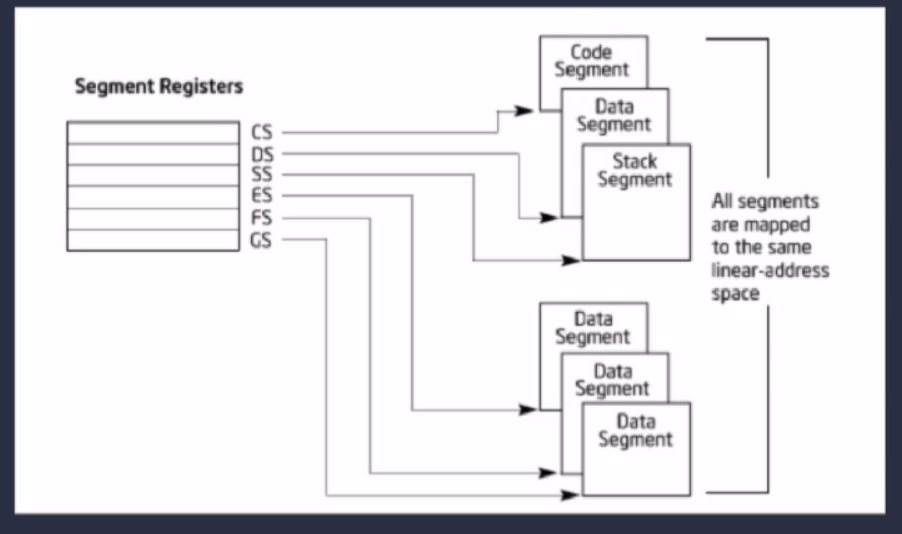 Segment Registers
CS
DS
SS
ES
FS
GS
Code
Segment
Data
Segment
Stack
Segment
Data
Segment
Data
Segment
Data
Segment
All segments
are mapped
to the same
linear-address
space